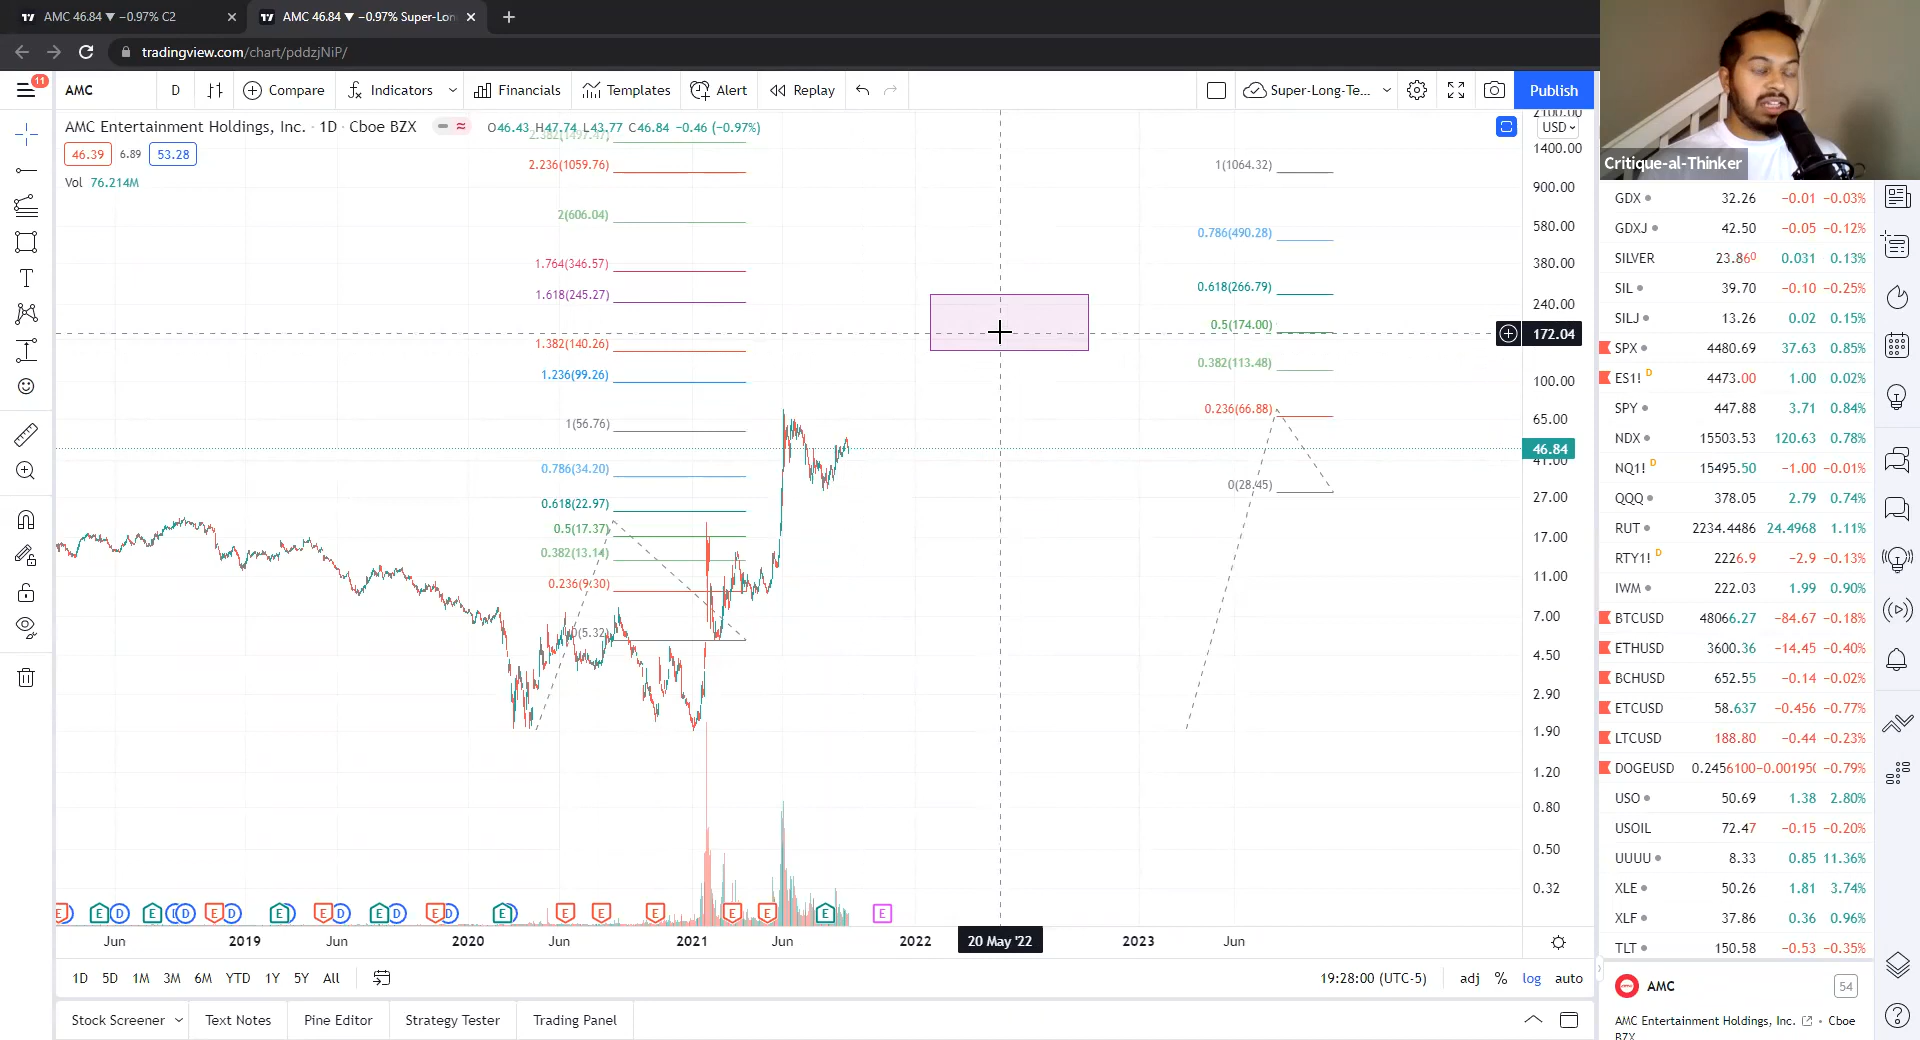 AMC 46.84 ▼ −0.97% C2
AMC 46.84 ▼ −0.97% Super-Lon
tradingview.com/chart/pddzjNiP/
11
AMC
D
Compare
Indicators
Financials
Templates
Alert
Replay
Super-Long-Te...
Publish
AMC Entertainment Holdings, Inc. · 1D · Cboe BZX
O46.43 H47.74 L43.77 C46.84 −0.46 (−0.97%)
46.39 6.89 53.28
Vol 76.214M
2.382(1497.47)
2.236(1059.76)
2(606.04)
1.764(346.57)
1.618(245.27)
1.382(140.26)
1.236(99.26)
1(56.76)
0.786(34.20)
0.618(22.97)
0.5(17.37)
0.382(13.14)
0.236(9.30)
0(5.32)
1(1064.32)
0.786(490.28)
0.618(266.79)
0.5(174.00)
0.382(113.48)
0.236(66.88)
0(28.45)
2100.00
USD
1400.00
900.00
580.00
380.00
240.00
172.04
100.00
65.00
46.84
41.00
27.00
17.00
11.00
7.00
4.50
2.90
1.90
1.20
0.80
0.50
0.32
E D E D E D E D E D E D E D E D E E E E E E E
Jun 2019 Jun 2020 Jun 2021 Jun 2022 20 May '22 2023 Jun
1D 5D 1M 3M 6M YTD 1Y 5Y All
19:28:00 (UTC-5) adj % log auto
Stock Screener Text Notes Pine Editor Strategy Tester Trading Panel
Critique-al-Thinker
GDX 32.26 −0.01 −0.03%
GDXJ 42.50 −0.05 −0.12%
SILVER 23.860 0.031 0.13%
SIL 39.70 −0.10 −0.25%
SILJ 13.26 0.02 0.15%
SPX 4480.69 37.63 0.85%
ES1! D 4473.00 1.00 0.02%
SPY 447.88 3.71 0.84%
NDX 15503.53 120.63 0.78%
NQ1! D 15495.50 −1.00 −0.01%
QQQ 378.05 2.79 0.74%
RUT 2234.4486 24.4968 1.11%
RTY1! D 2226.9 −2.9 −0.13%
IWM 222.03 1.99 0.90%
BTCUSD 48066.27 −84.67 −0.18%
ETHUSD 3600.36 −14.45 −0.40%
BCHUSD 652.55 −0.14 −0.02%
ETCUSD 58.637 −0.456 −0.77%
LTCUSD 188.80 −0.44 −0.23%
DOGEUSD 0.2456100 −0.001950 −0.79%
USO 50.69 1.38 2.80%
USOIL 72.47 −0.15 −0.20%
UUUU 8.33 0.85 11.36%
XLE 50.26 1.81 3.74%
XLF 37.86 0.36 0.96%
TLT 150.58 −0.53 −0.35%
AMC 54
AMC Entertainment Holdings, Inc. · Cboe
BZX